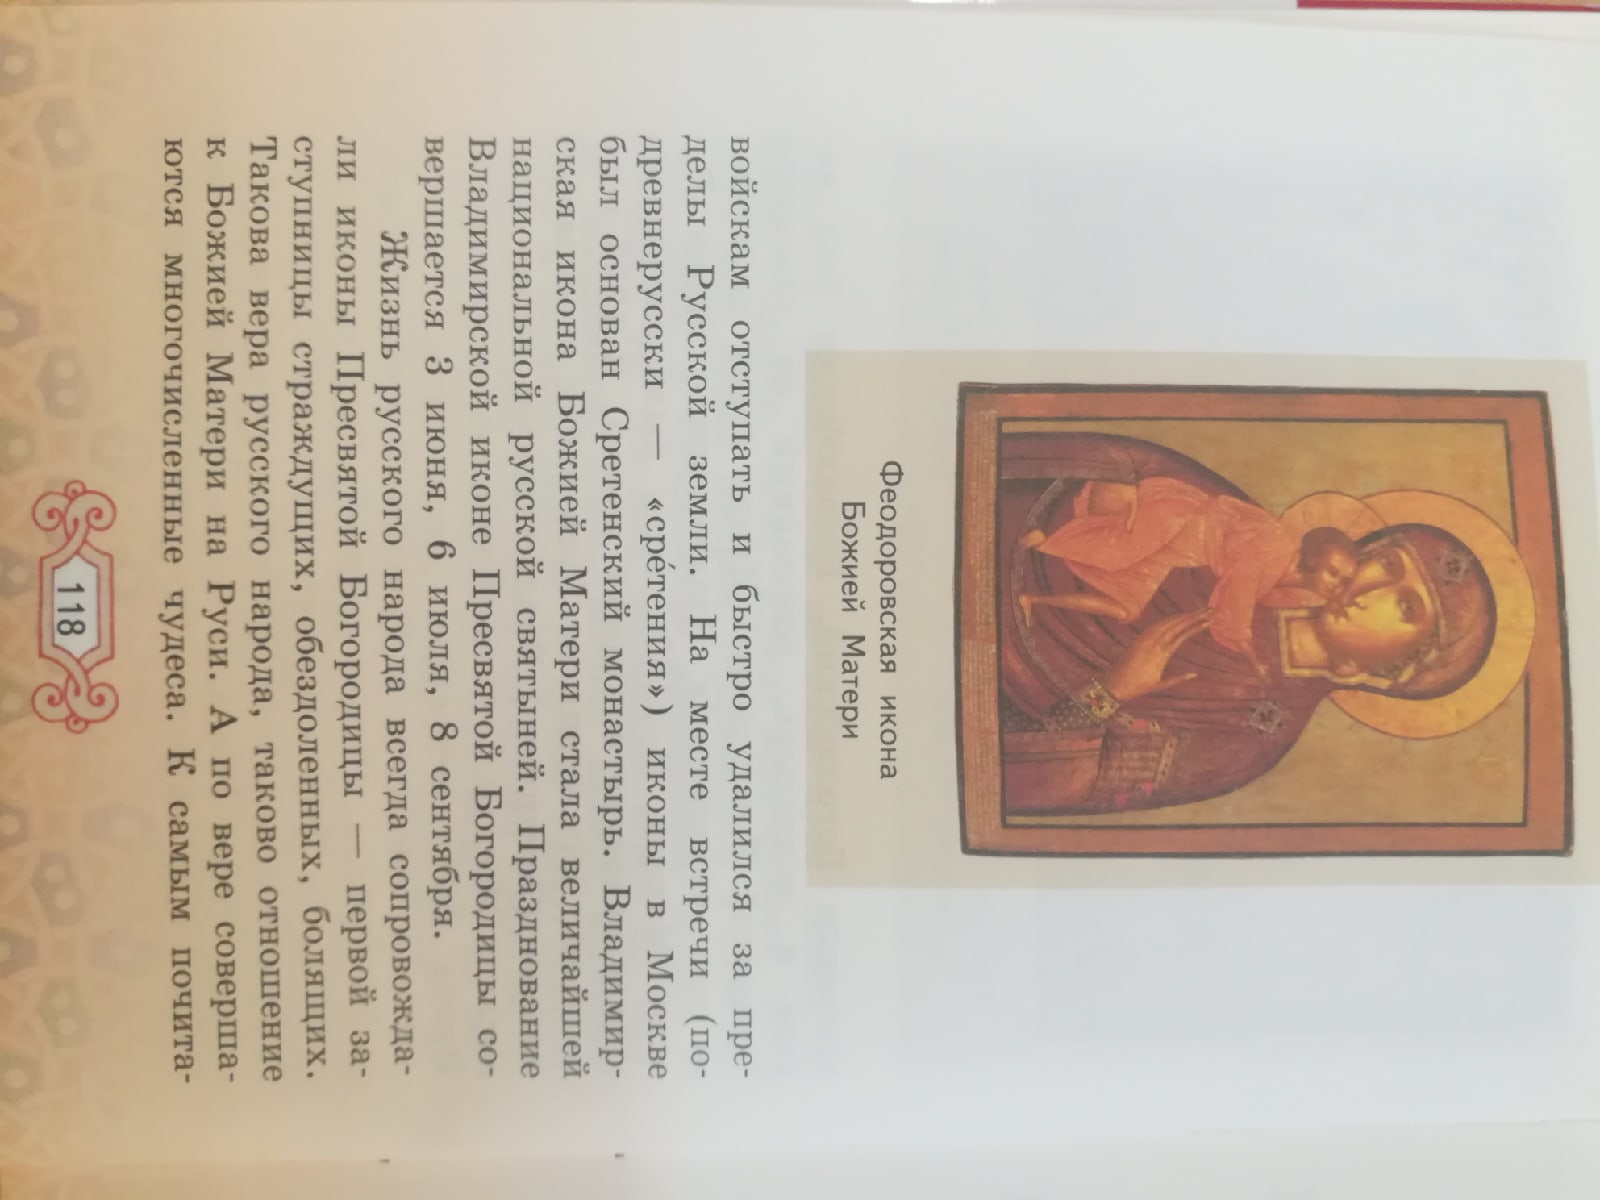 Феодоровская икона
Божией Матери
войскам отступать и быстро удалился за пре-
делы Русской земли. На месте встречи (по-
древнерусски — «сре́тения») иконы в Москве
был основан Сретенский монастырь. Владимир-
ская икона Божией Матери стала величайшей
национальной русской святыней. Празднование
Владимирской иконе Пресвятой Богородицы со-
вершается 3 июня, 6 июля, 8 сентября.
Жизнь русского народа всегда сопровожда-
ли иконы Пресвятой Богородицы — первой за-
ступницы страждущих, обездоленных, болящих.
Такова вера русского народа, таково отношение
к Божией Матери на Руси. А по вере соверша-
ются многочисленные чудеса. К самым почита-
118